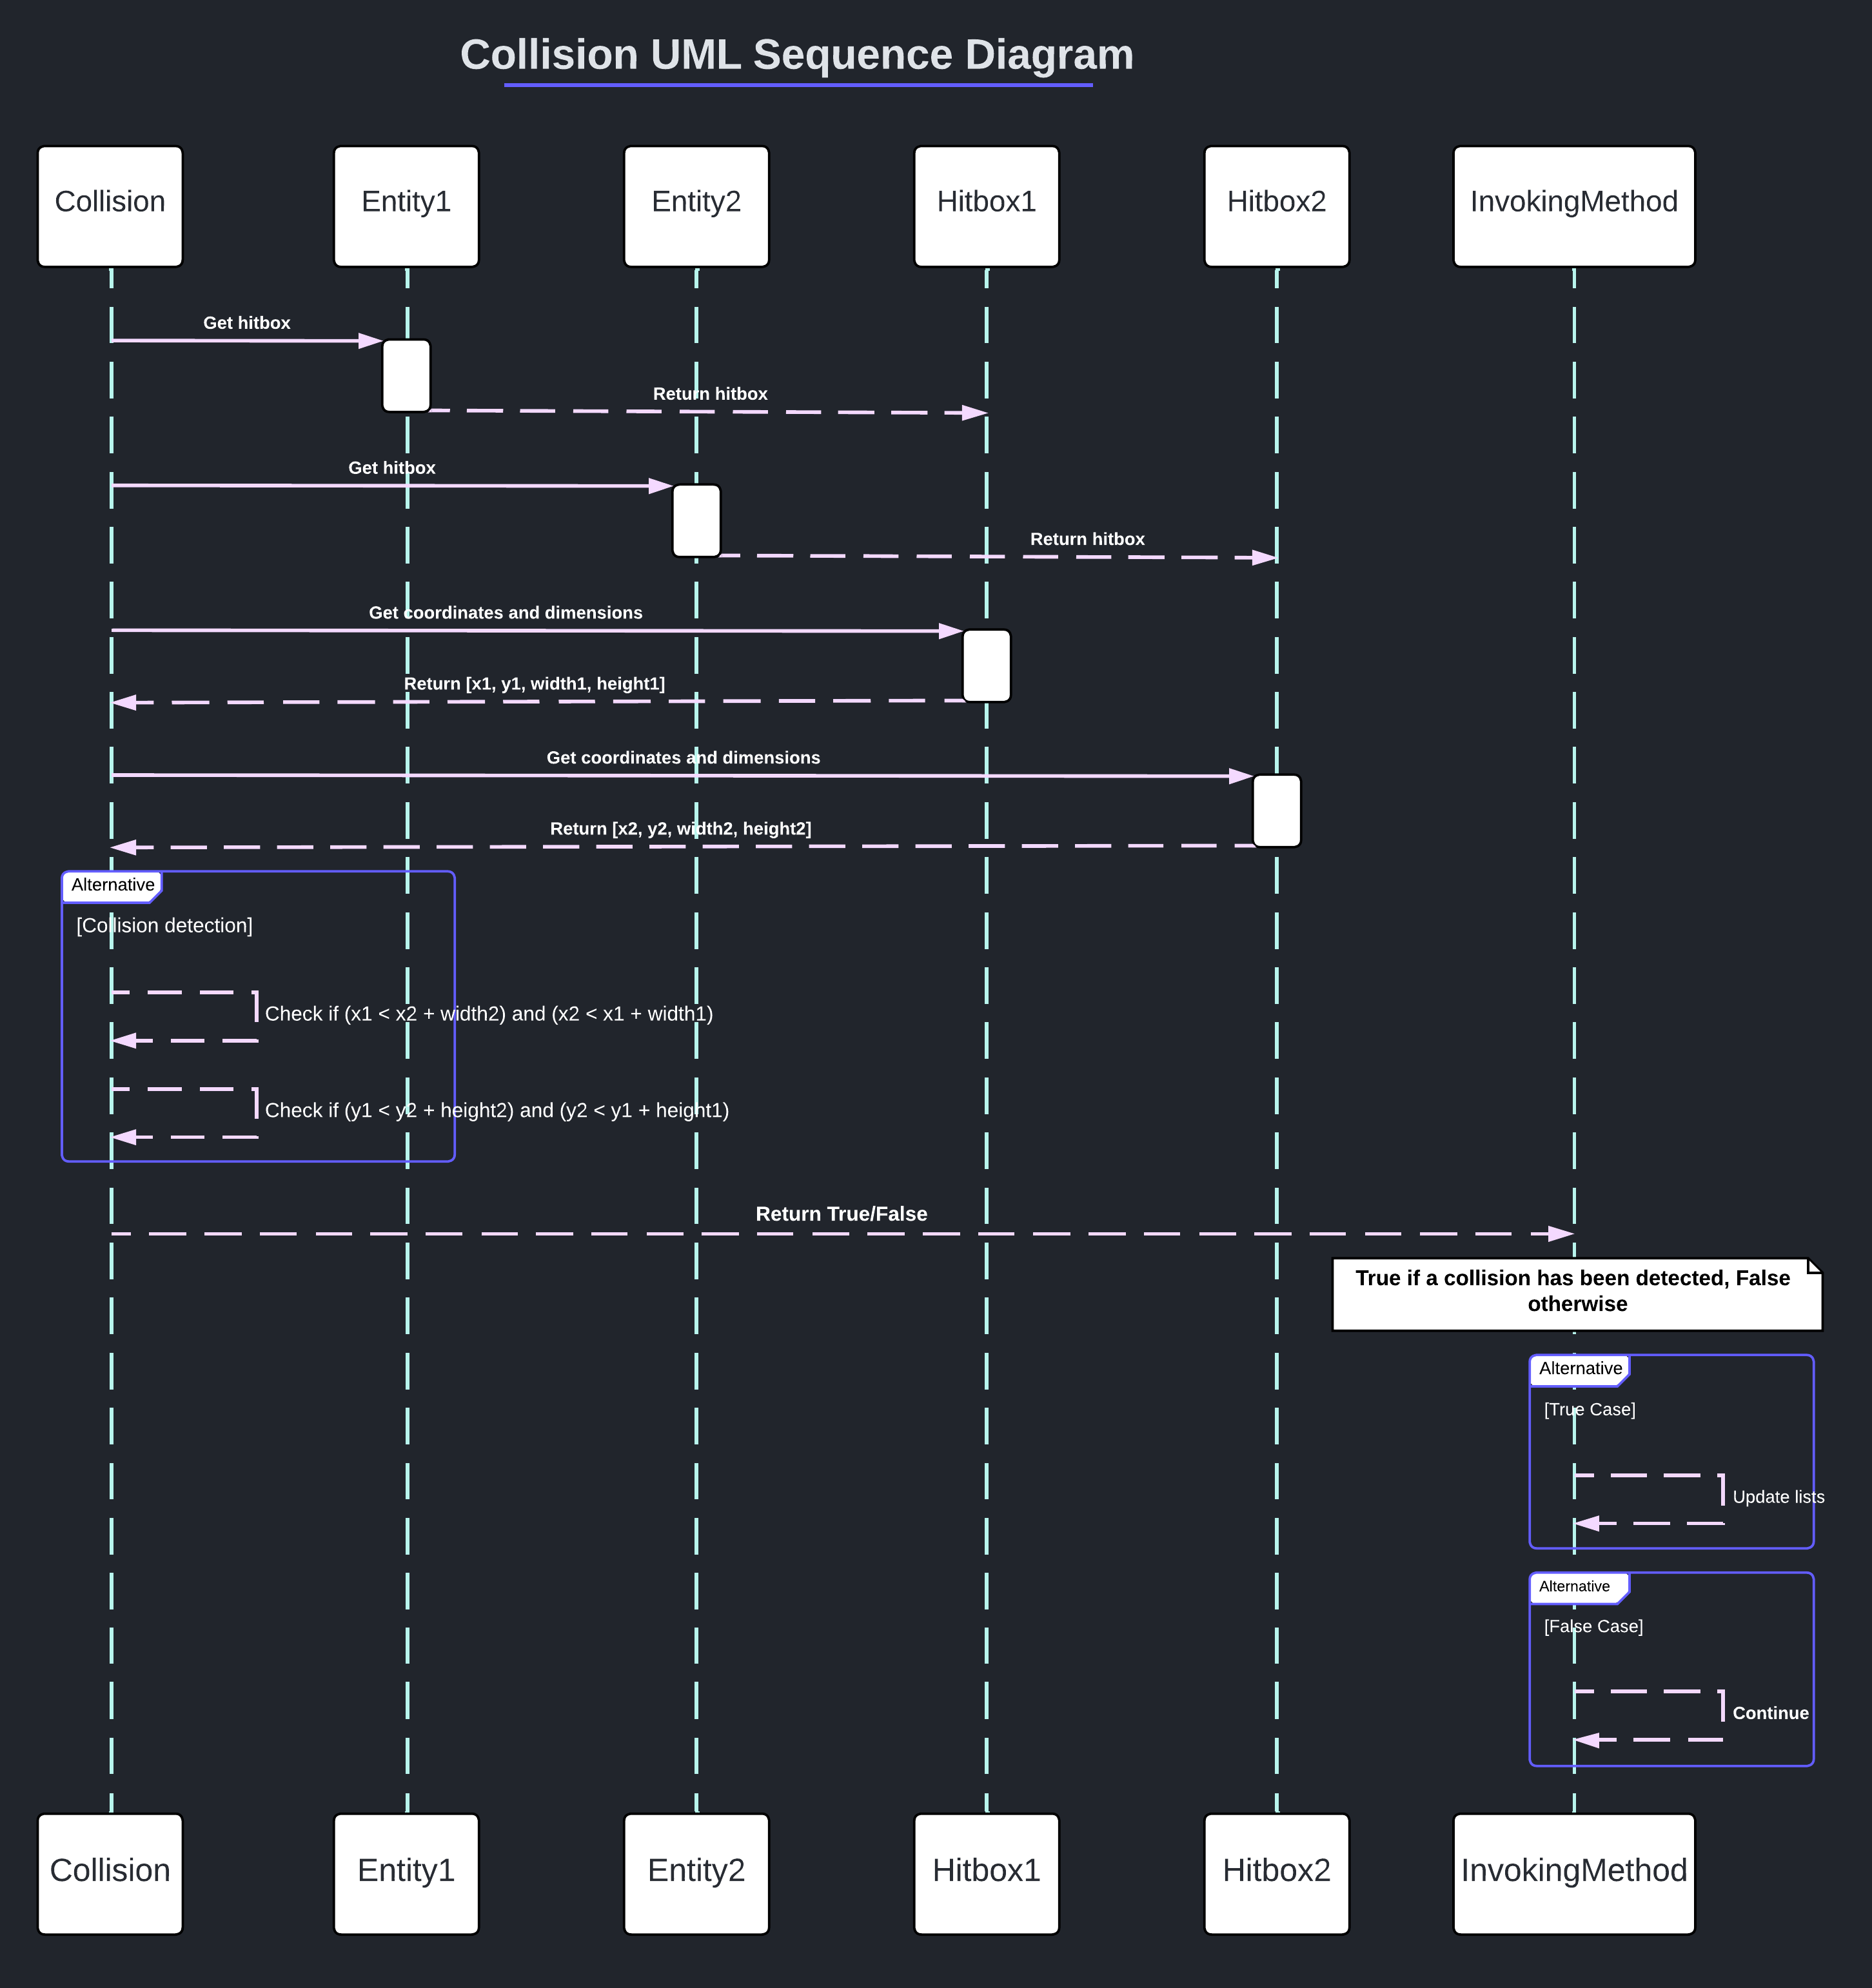 Collision UML Sequence Diagram
Collision
Entity1
Entity2
Hitbox1
Hitbox2
InvokingMethod
Get hitbox
Return hitbox
Get hitbox
Return hitbox
Get coordinates and dimensions
Return [x1, y1, width1, height1]
Get coordinates and dimensions
Return [x2, y2, width2, height2]
Alternative
[Collision detection]
Check if (x1 < x2 + width2) and (x2 < x1 + width1)
Check if (y1 < y2 + height2) and (y2 < y1 + height1)
Return True/False
True if a collision has been detected, False
otherwise
Alternative
[True Case]
Update lists
Alternative
[False Case]
Continue
Collision
Entity1
Entity2
Hitbox1
Hitbox2
InvokingMethod